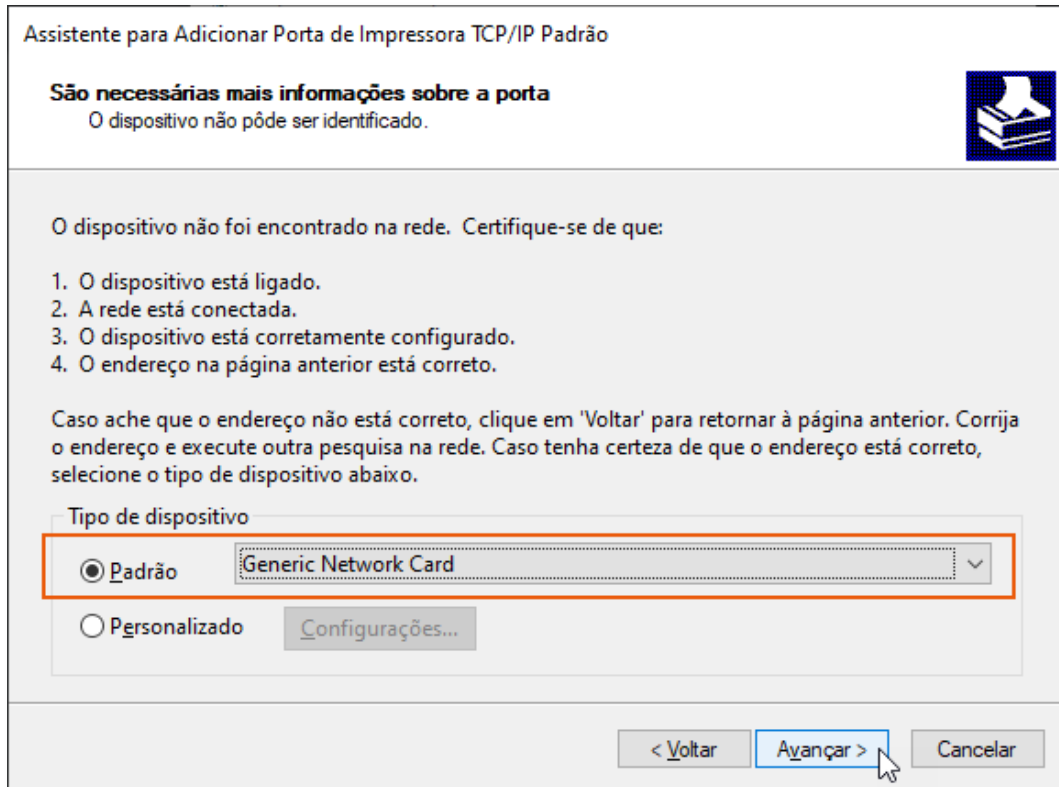 Assistente para Adicionar Porta de Impressora TCP/IP Padrão
São necessárias mais informações sobre a porta
O dispositivo não pôde ser identificado.
O dispositivo não foi encontrado na rede.  Certifique-se de que:
1.  O dispositivo está ligado.
2.  A rede está conectada.
3.  O dispositivo está corretamente configurado.
4.  O endereço na página anterior está correto.
Caso ache que o endereço não está correto, clique em 'Voltar' para retornar à página anterior. Corrija
o endereço e execute outra pesquisa na rede. Caso tenha certeza de que o endereço está correto,
selecione o tipo de dispositivo abaixo.
Tipo de dispositivo
Padrão Generic Network Card
Personalizado Configurações...
< Voltar Avançar > Cancelar